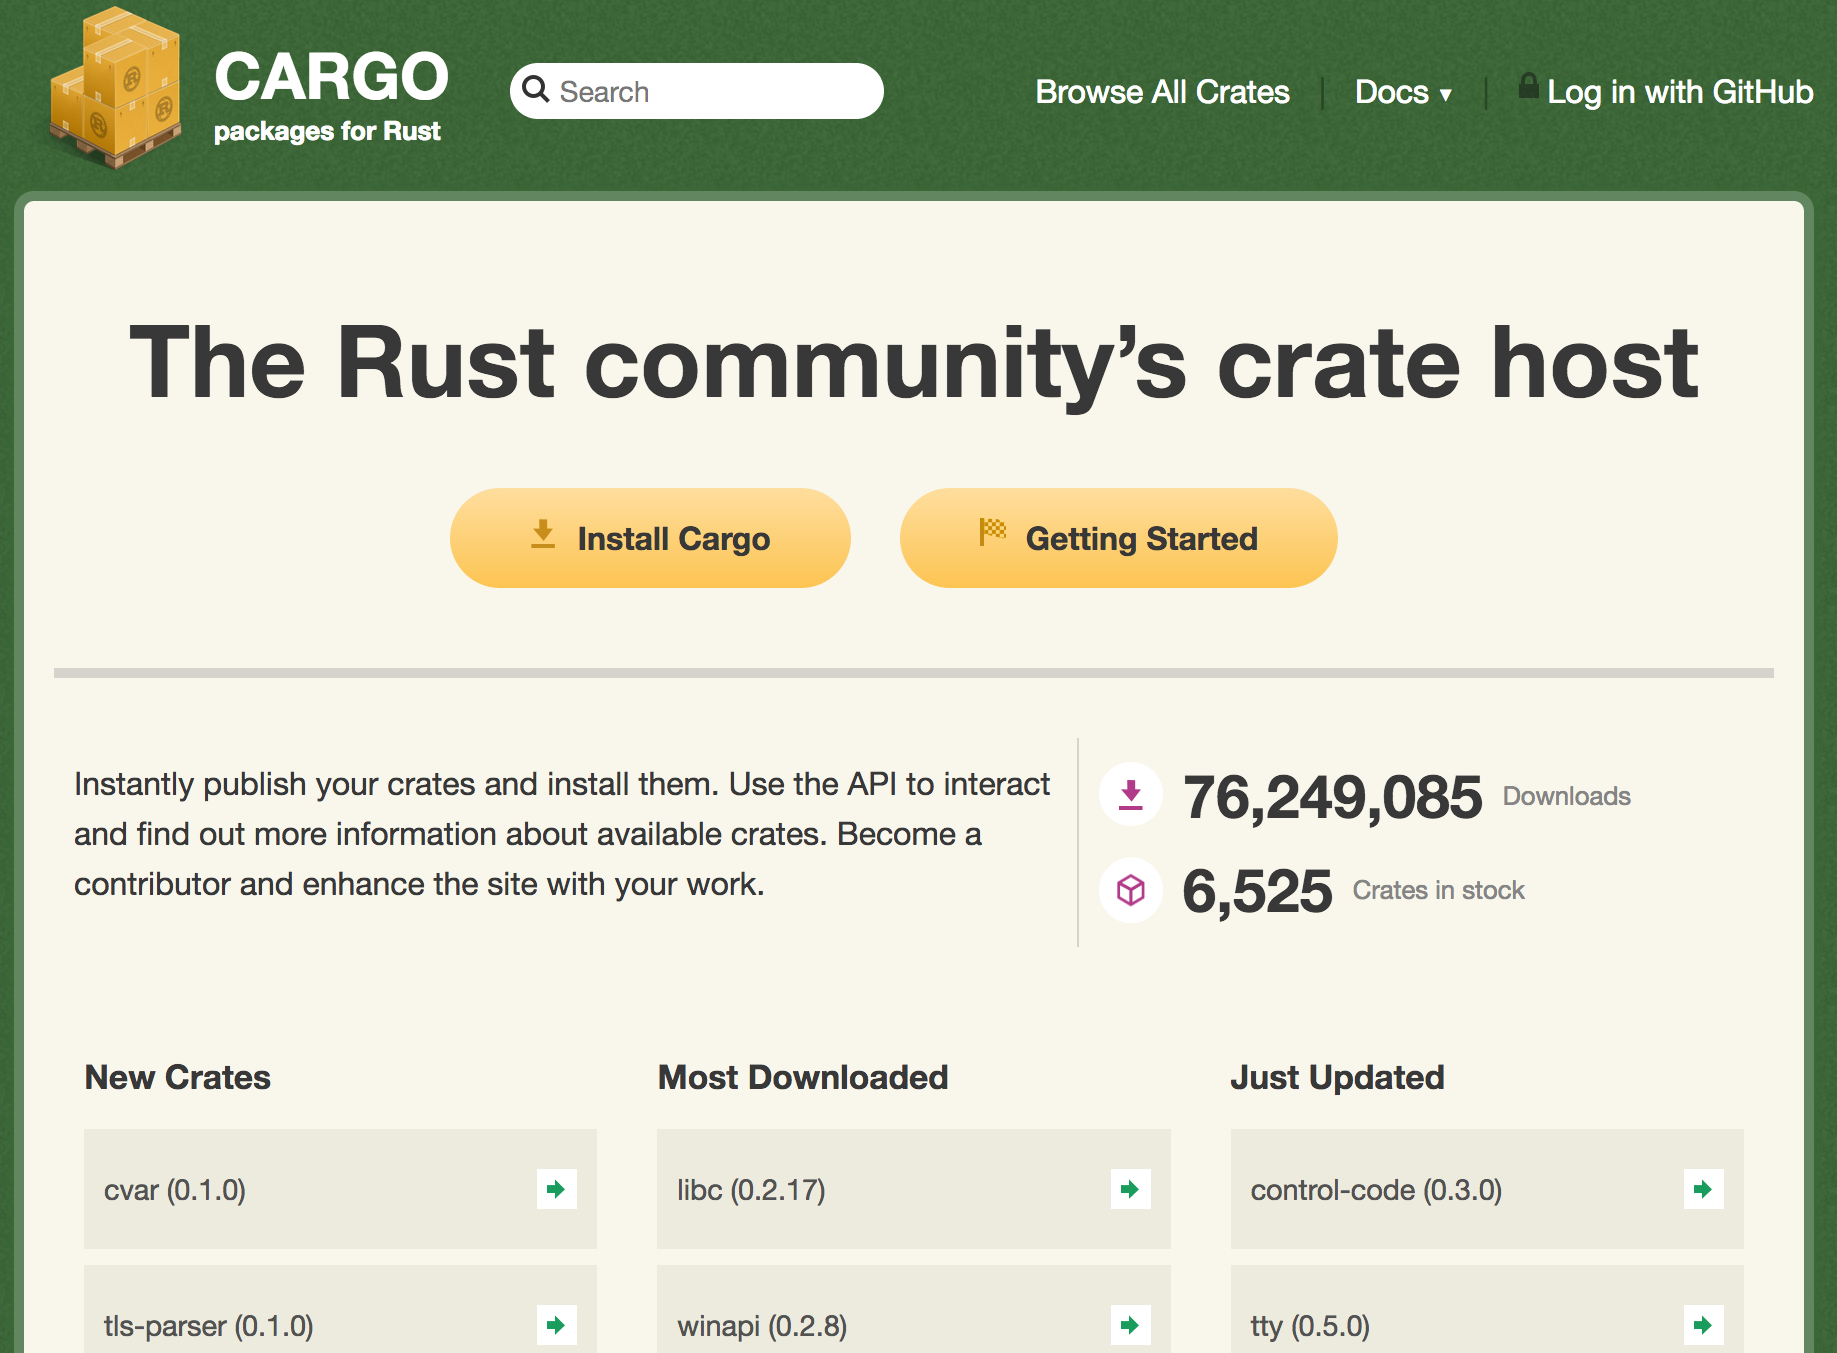 CARGO
packages for Rust
Search
Browse All Crates
Docs ▼
Log in with GitHub
The Rust community’s crate host
Install Cargo
Getting Started
Instantly publish your crates and install them. Use the API to interact
and find out more information about available crates. Become a
contributor and enhance the site with your work.
76,249,085 Downloads
6,525 Crates in stock
New Crates
cvar (0.1.0)
tls-parser (0.1.0)
Most Downloaded
libc (0.2.17)
winapi (0.2.8)
Just Updated
control-code (0.3.0)
tty (0.5.0)